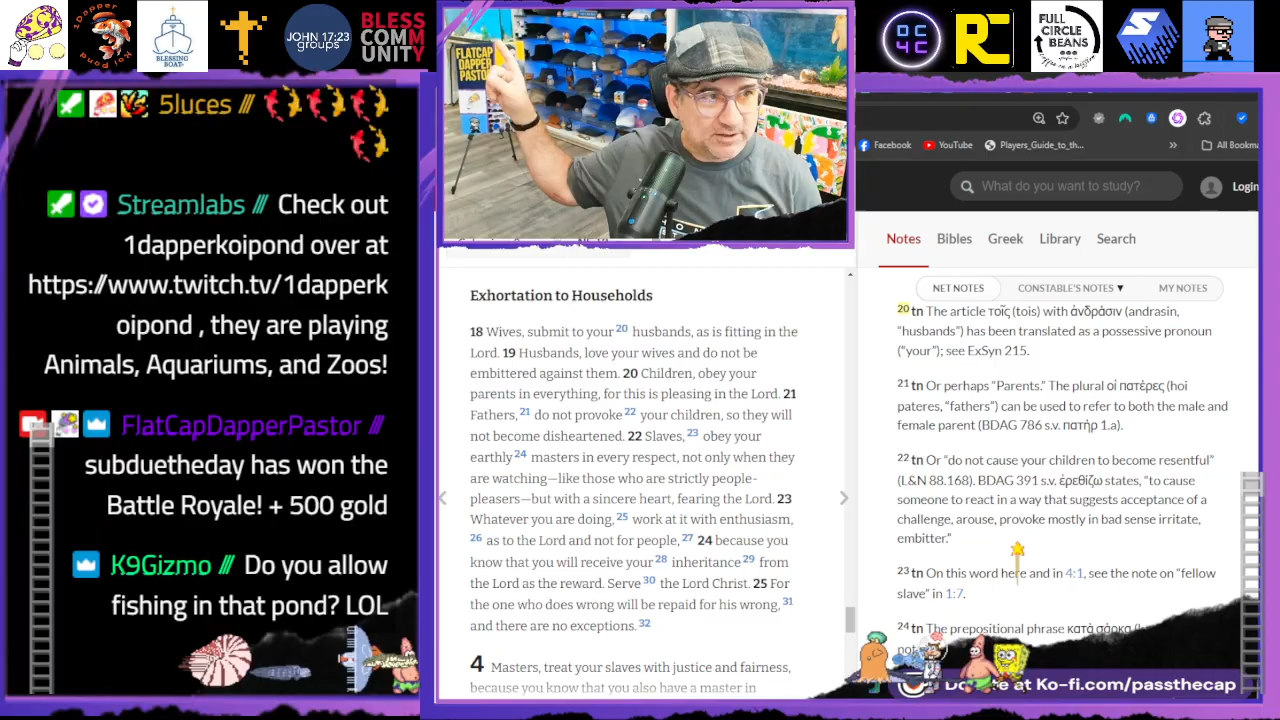 BLESSING
BOAT
JOHN 17:23
groups
BLESS
COMM
UNITY
OC
4C
RC
FULL
CIRCLE
BEANS
FLATCAP
DAPPER
PASTOR
5luces ///
Streamlabs /// Check out
1dapperkoipond over at
https://www.twitch.tv/1dapperk
oipond , they are playing
Animals, Aquariums, and Zoos!
FlatCapDapperPastor ///
subduetheday has won the
Battle Royale! + 500 gold
K9Gizmo /// Do you allow
fishing in that pond? LOL
Exhortation to Households
18 Wives, submit to your 20 husbands, as is fitting in the
Lord. 19 Husbands, love your wives and do not be
embittered against them. 20 Children, obey your
parents in everything, for this is pleasing in the Lord. 21
Fathers, 21 do not provoke 22 your children, so they will
not become disheartened. 22 Slaves, 23 obey your
earthly 24 masters in every respect, not only when they
are watching—like those who are strictly people-
pleasers—but with a sincere heart, fearing the Lord. 23
Whatever you are doing, 25 work at it with enthusiasm,
26 as to the Lord and not for people, 27 24 because you
know that you will receive your 28 inheritance 29 from
the Lord as the reward. Serve 30 the Lord Christ. 25 For
the one who does wrong will be repaid for his wrong, 31
and there are no exceptions. 32
4 Masters, treat your slaves with justice and fairness,
because you know that you also have a master in
Facebook YouTube Players_Guide_to_th... » All Bookma
What do you want to study? Login
Notes Bibles Greek Library Search
NET NOTES CONSTABLE'S NOTES ▼ MY NOTES
20 tn The article τοῖς (tois) with ἀνδράσιν (andrasin,
“husbands”) has been translated as a possessive pronoun
(“your”); see ExSyn 215.
21 tn Or perhaps “Parents.” The plural οἱ πατέρες (hoi
pateres, “fathers”) can be used to refer to both the male and
female parent (BDAG 786 s.v. πατήρ 1.a).
22 tn Or “do not cause your children to become resentful”
(L&N 88.168). BDAG 391 s.v. ἐρεθίζω states, “to cause
someone to react in a way that suggests acceptance of a
challenge, arouse, provoke mostly in bad sense irritate,
embitter.”
23 tn On this word here and in 4:1, see the note on “fellow
slave” in 1:7.
24 tn The prepositional phrase κατὰ σάρκα
not
at Ko-fi.com/passthecap